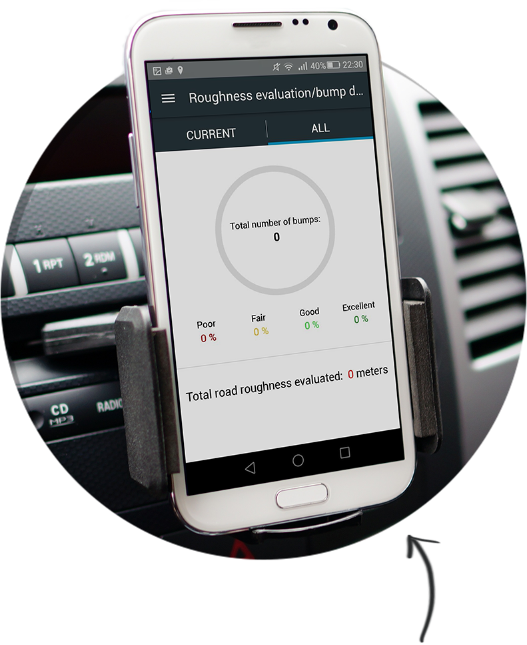 40% 22:30
Roughness evaluation/bump d...
CURRENT ALL
Total number of bumps:
0
Poor Fair Good Excellent
0 % 0 % 0 % 0 %
Total road roughness evaluated: 0 meters
1 RPT 2 RDM
CD RADIO
MP3